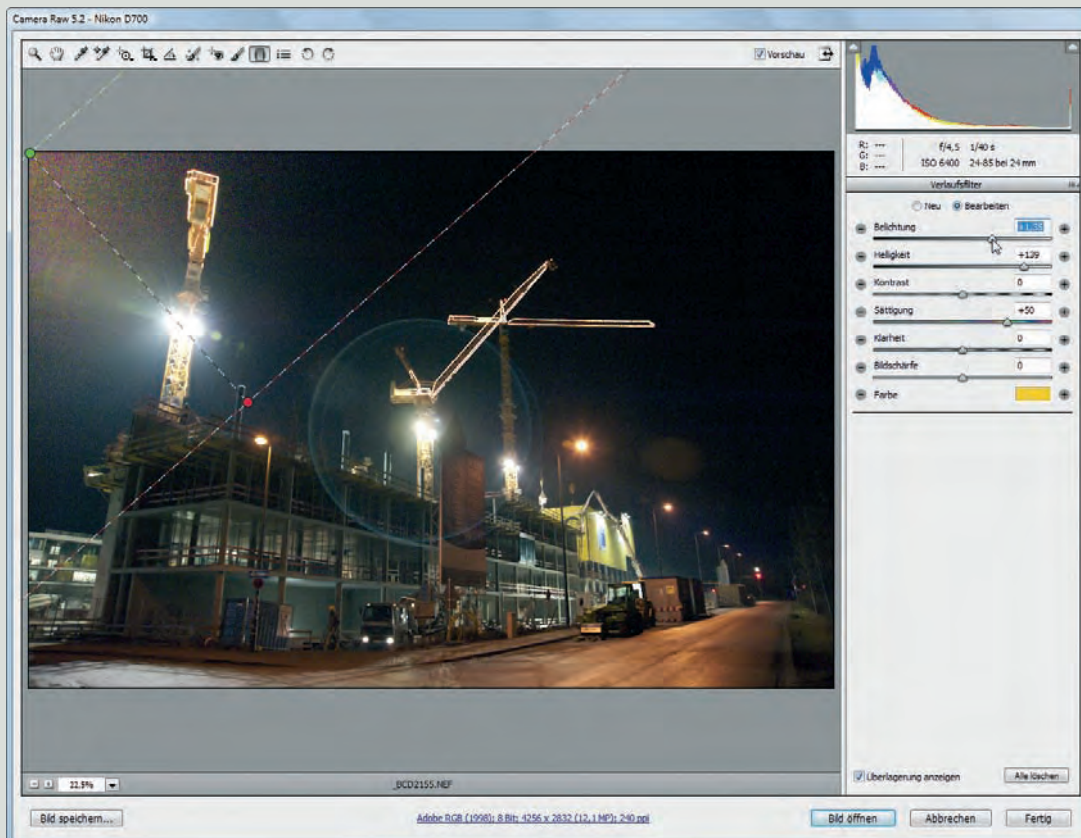 Camera Raw 5.2 - Nikon D700
Vorschau
R: ---
G: ---
B: ---
f/4,5 1/40 s
ISO 6400 24-85 bei 24 mm
Verlaufsfilter
Neu Bearbeiten
Belichtung
Helligkeit +139
Kontrast 0
Sättigung +50
Klarheit 0
Bildschärfe 0
Farbe
Überlagerung anzeigen Alle löschen
22,5% _BCD2155.NEF
Bild speichern... Adobe RGB (1998); 8 Bit; 4256 x 2832 (12,1 MP); 240 ppi Bild öffnen Abbrechen Fertig